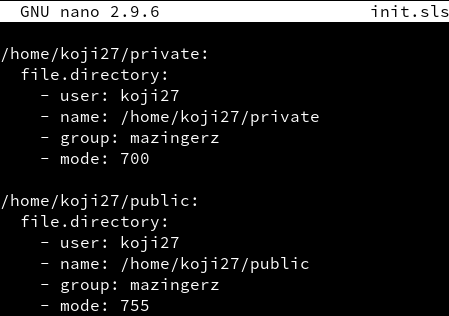 GNU nano 2.9.6 init.sls
/home/koji27/private:
  file.directory:
    - user: koji27
    - name: /home/koji27/private
    - group: mazingerz
    - mode: 700
/home/koji27/public:
  file.directory:
    - user: koji27
    - name: /home/koji27/public
    - group: mazingerz
    - mode: 755